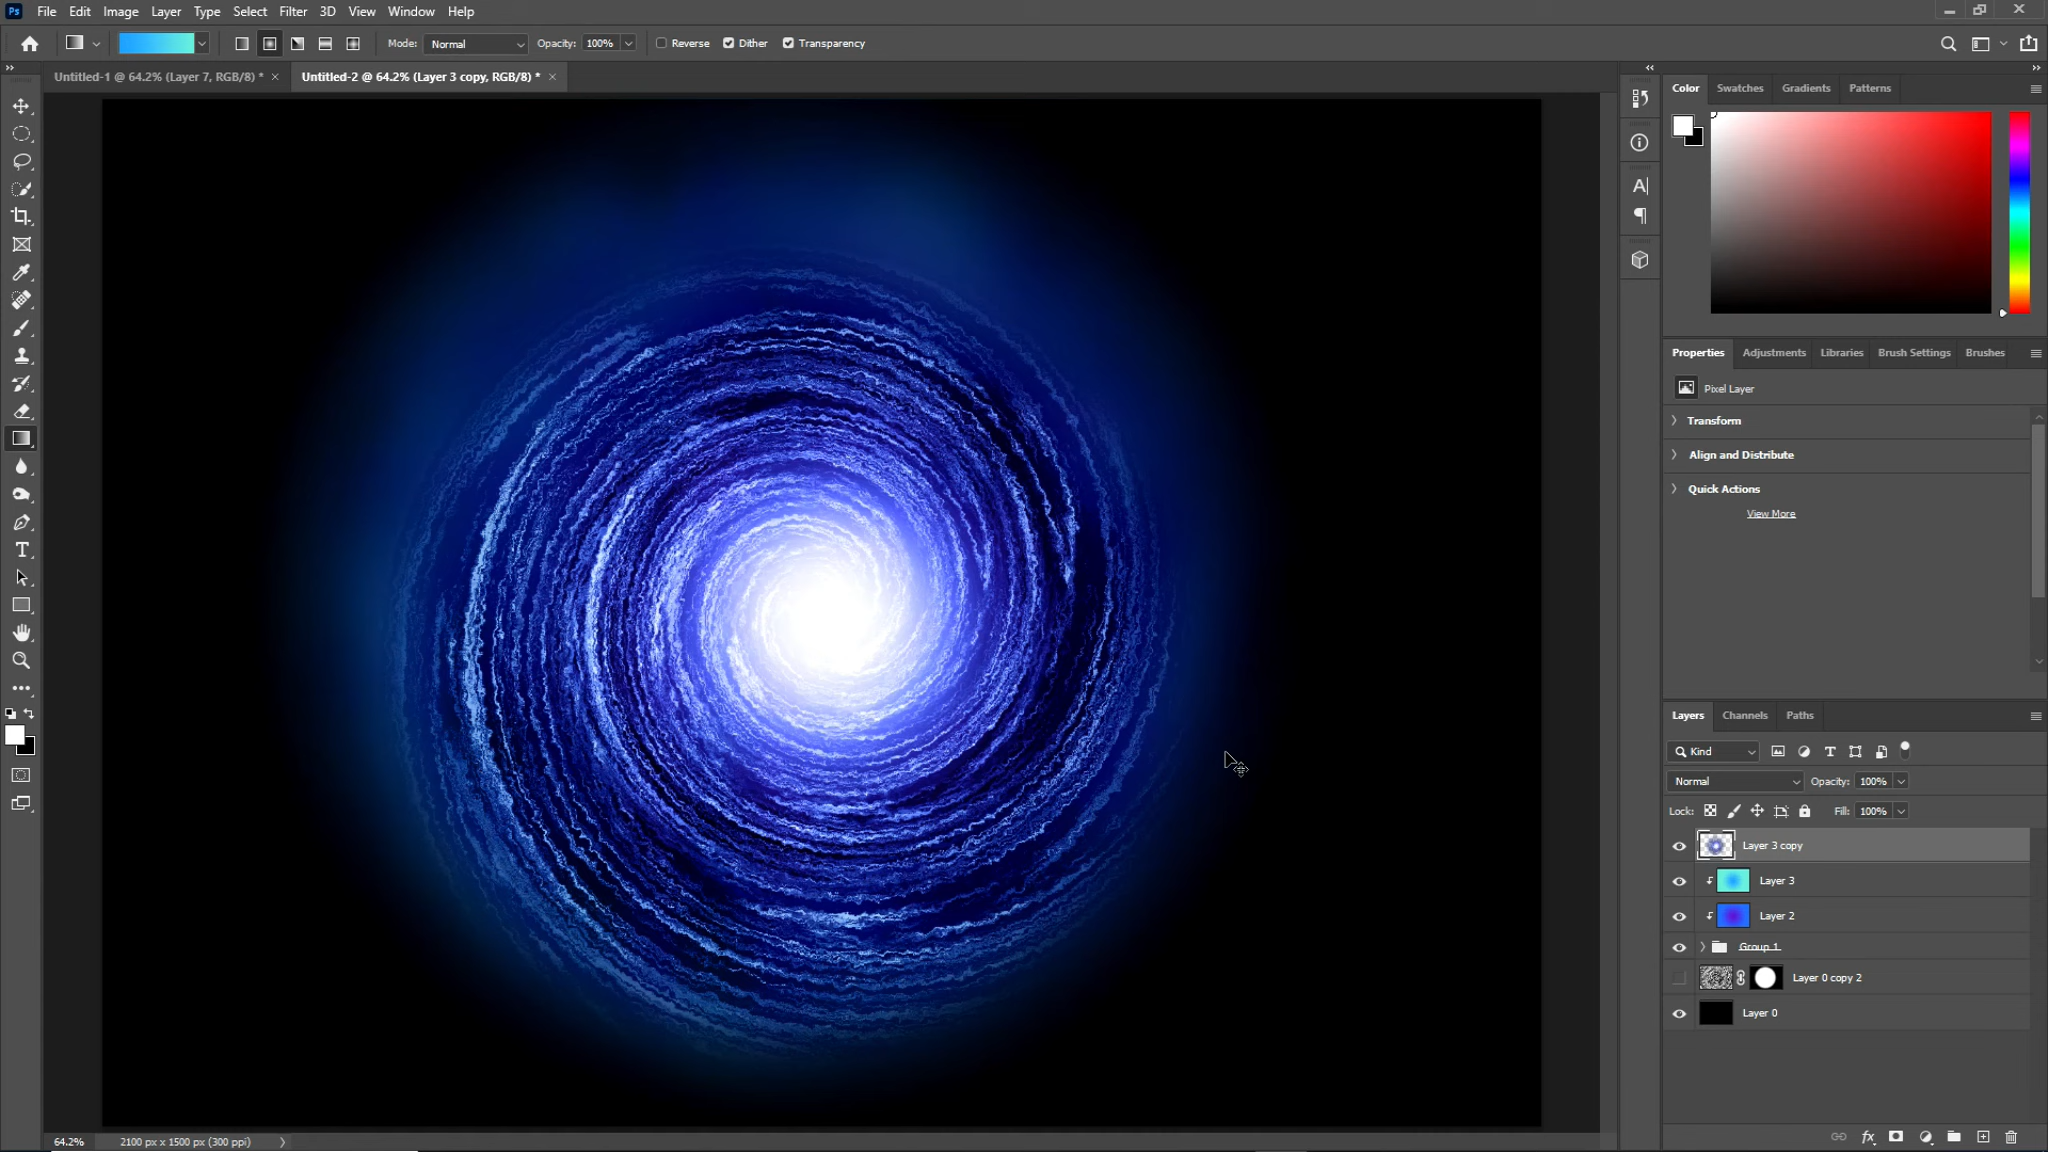 Ps File Edit Image Layer Type Select Filter 3D View Window Help
Mode: Normal Opacity: 100% Reverse Dither Transparency
Untitled-1 @ 64.2% (Layer 7, RGB/8) * × Untitled-2 @ 64.2% (Layer 3 copy, RGB/8) * ×
Color Swatches Gradients Patterns
Properties Adjustments Libraries Brush Settings Brushes
Pixel Layer
Transform
Align and Distribute
Quick Actions
View More
Layers Channels Paths
Kind
Normal Opacity: 100%
Lock: Fill: 100%
Layer 3 copy
Layer 3
Layer 2
Group 1
Layer 0 copy 2
Layer 0
64.2% 2100 px x 1500 px (300 ppi)